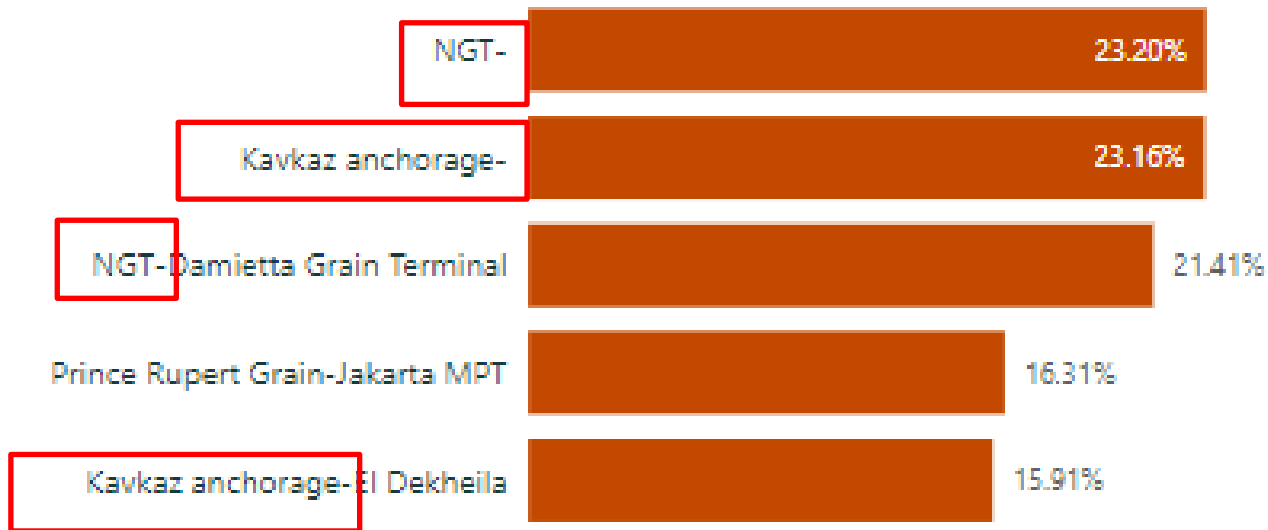 NGT- 23.20%
Kavkaz anchorage- 23.16%
NGT-Damietta Grain Terminal 21.41%
Prince Rupert Grain-Jakarta MPT 16.31%
Kavkaz anchorage-El Dekheila 15.91%